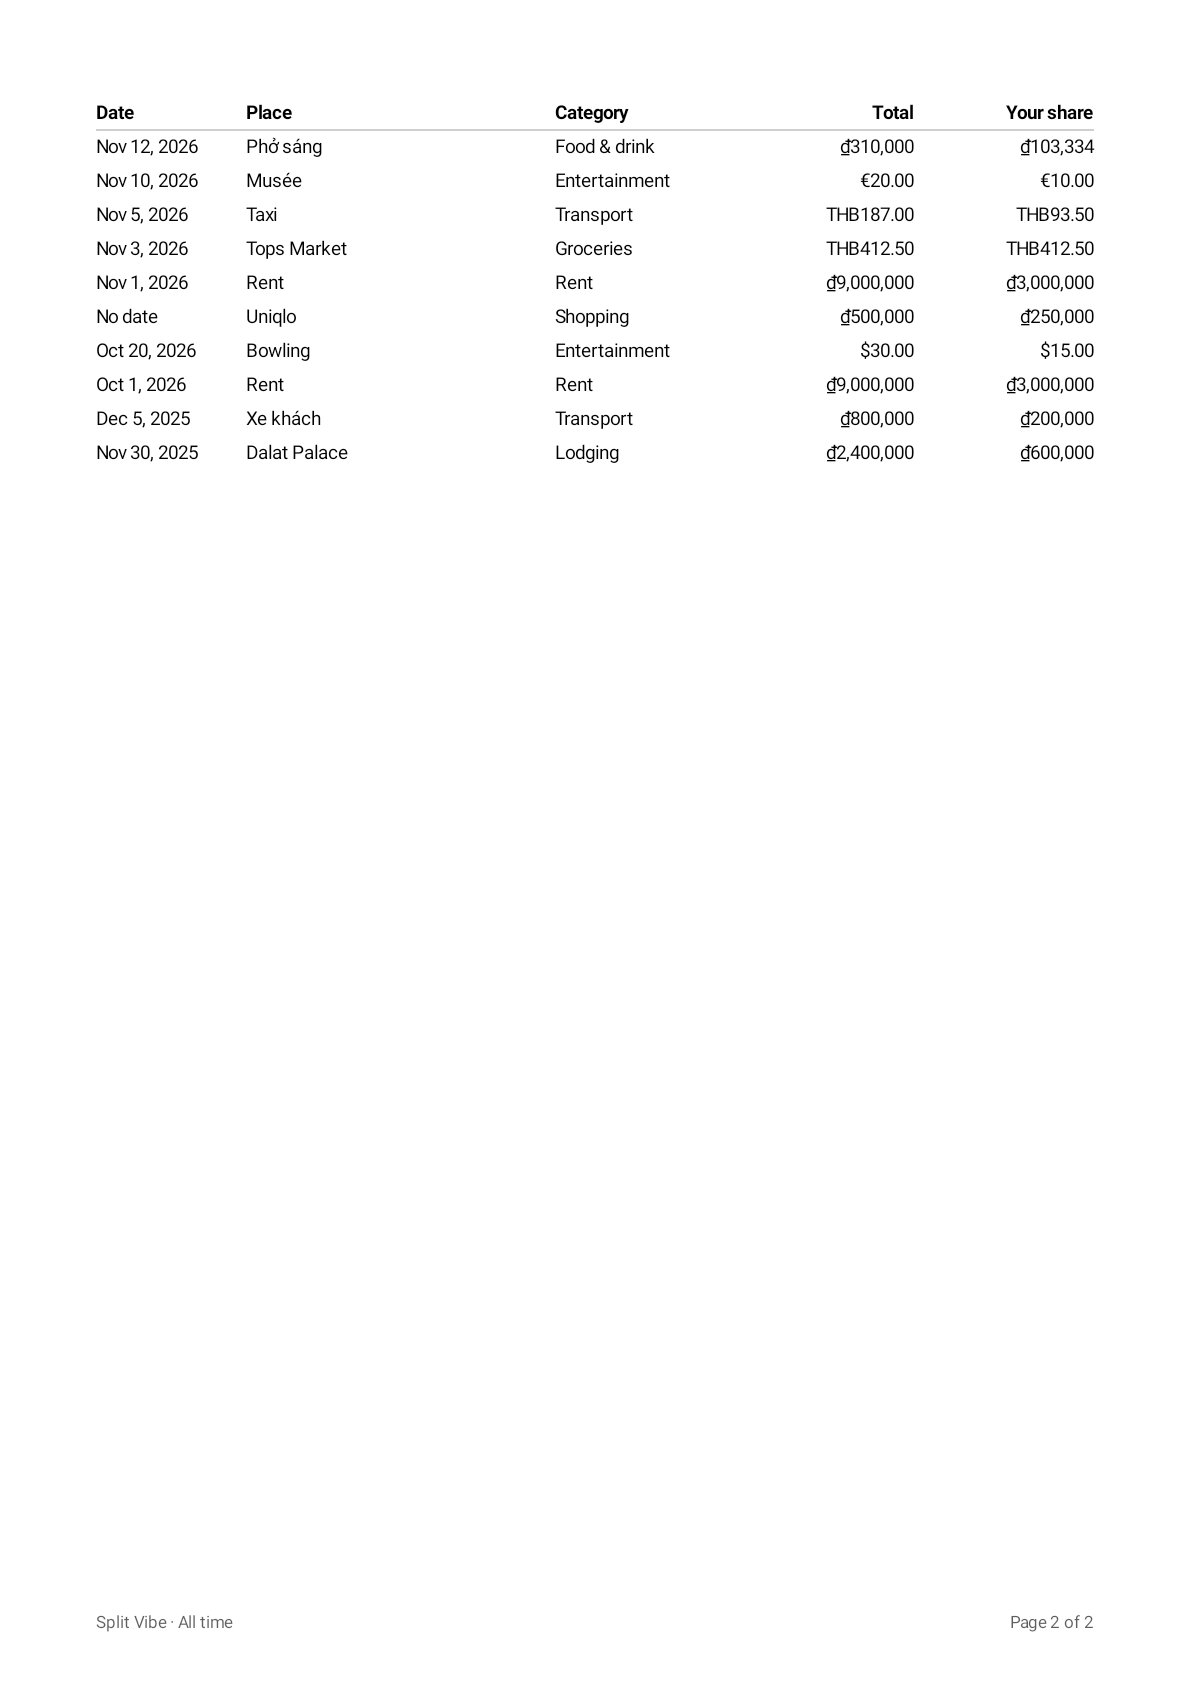 Date Place Category Total Your share
Nov 12, 2026 Phở sáng Food & drink ₫310,000 ₫103,334
Nov 10, 2026 Musée Entertainment €20.00 €10.00
Nov 5, 2026 Taxi Transport THB187.00 THB93.50
Nov 3, 2026 Tops Market Groceries THB412.50 THB412.50
Nov 1, 2026 Rent Rent ₫9,000,000 ₫3,000,000
No date Uniqlo Shopping ₫500,000 ₫250,000
Oct 20, 2026 Bowling Entertainment $30.00 $15.00
Oct 1, 2026 Rent Rent ₫9,000,000 ₫3,000,000
Dec 5, 2025 Xe khách Transport ₫800,000 ₫200,000
Nov 30, 2025 Dalat Palace Lodging ₫2,400,000 ₫600,000
Split Vibe · All time Page 2 of 2